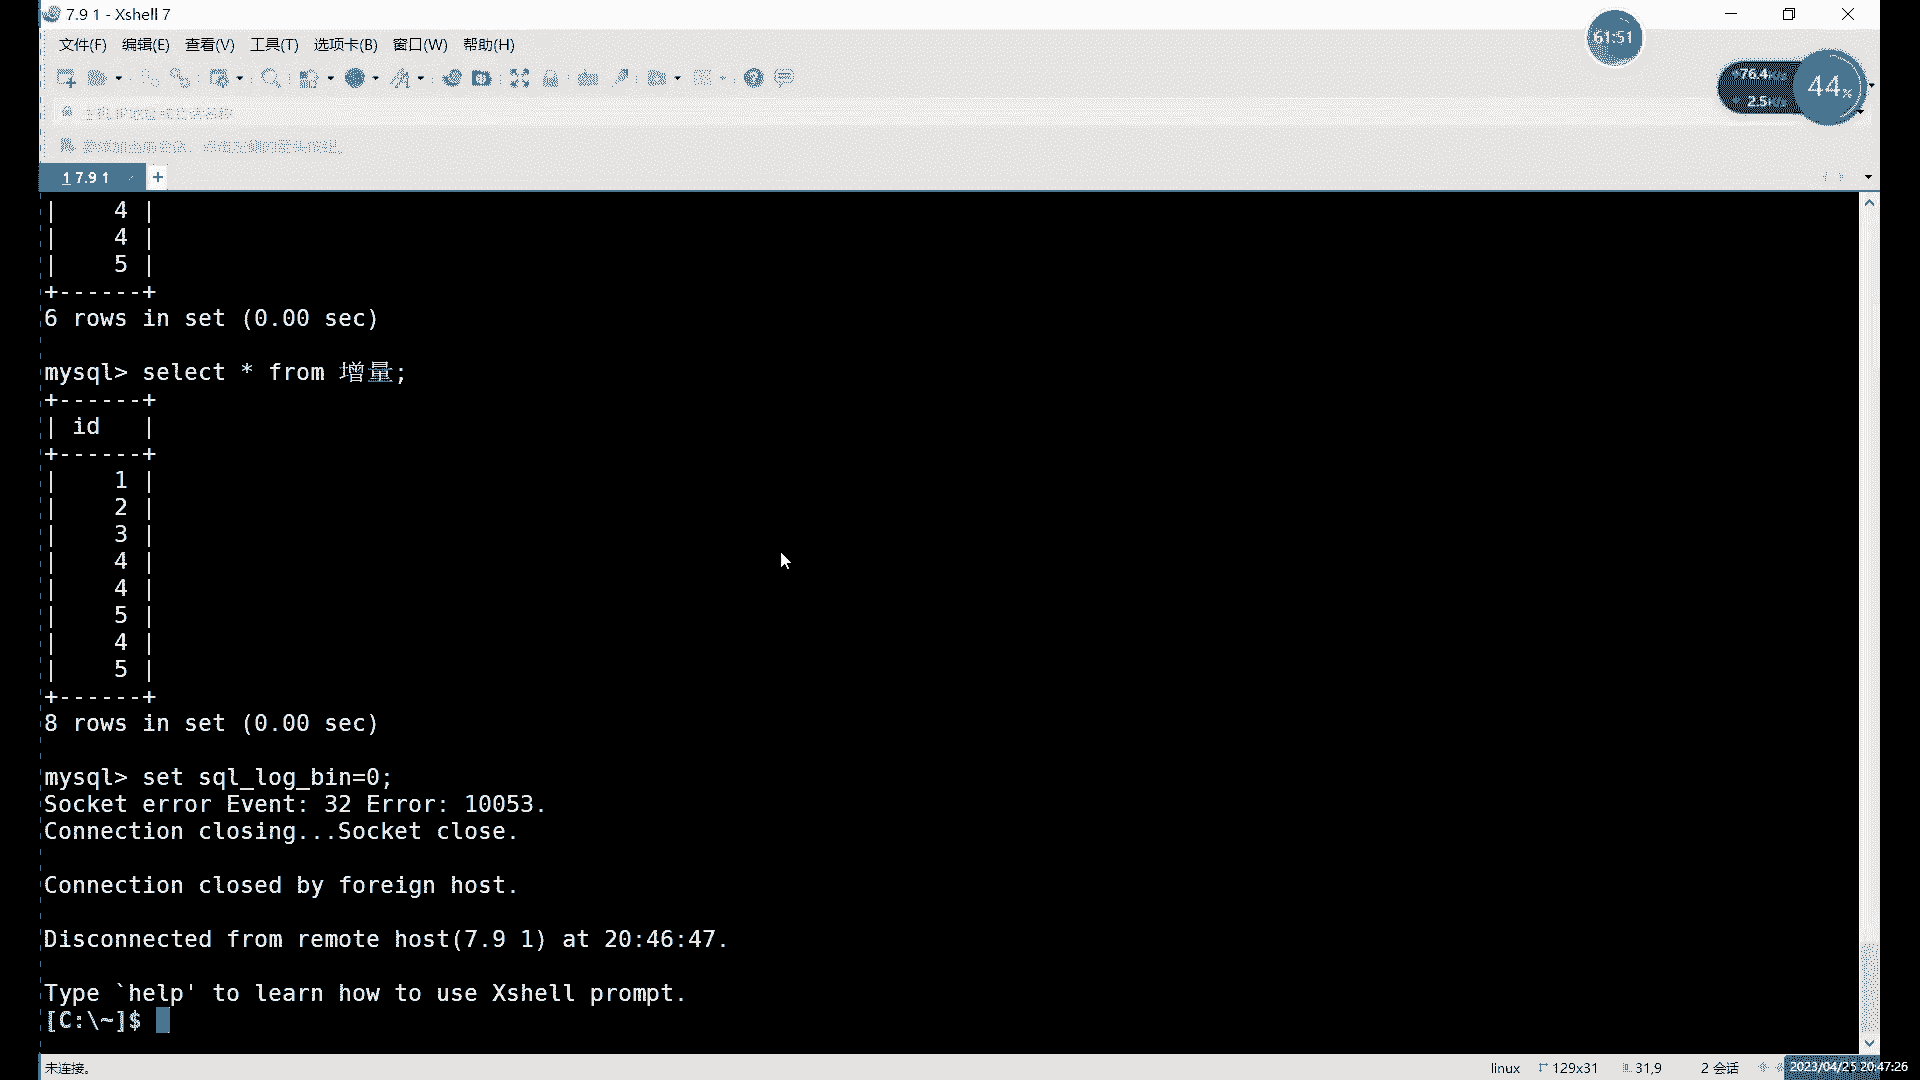 7.9 1 - Xshell 7
文件(F) 编辑(E) 查看(V) 工具(T) 选项卡(B) 窗口(W) 帮助(H)
61:51
76.4
2.5
44%
1 7.9 1
+
| 4 |
| 4 |
| 5 |
+------+
6 rows in set (0.00 sec)
mysql> select * from 增量;
+------+
| id |
+------+
| 1 |
| 2 |
| 3 |
| 4 |
| 4 |
| 5 |
| 4 |
| 5 |
+------+
8 rows in set (0.00 sec)
mysql> set sql_log_bin=0;
Socket error Event: 32 Error: 10053.
Connection closing...Socket close.
Connection closed by foreign host.
Disconnected from remote host(7.9 1) at 20:46:47.
Type `help' to learn how to use Xshell prompt.
[C:\~]$
未连接。
linux 129x31 31,9 2 会话
2023/04/25 20:47:26